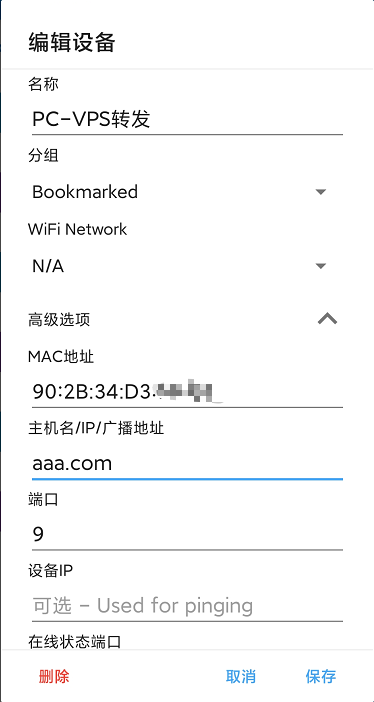 编辑设备
名称
PC-VPS转发
分组
Bookmarked
WiFi Network
N/A
高级选项
MAC地址
90:2B:34:D3:
主机名/IP/广播地址
aaa.com
端口
9
设备IP
可选 - Used for pinging
在线状态端口
删除 取消 保存